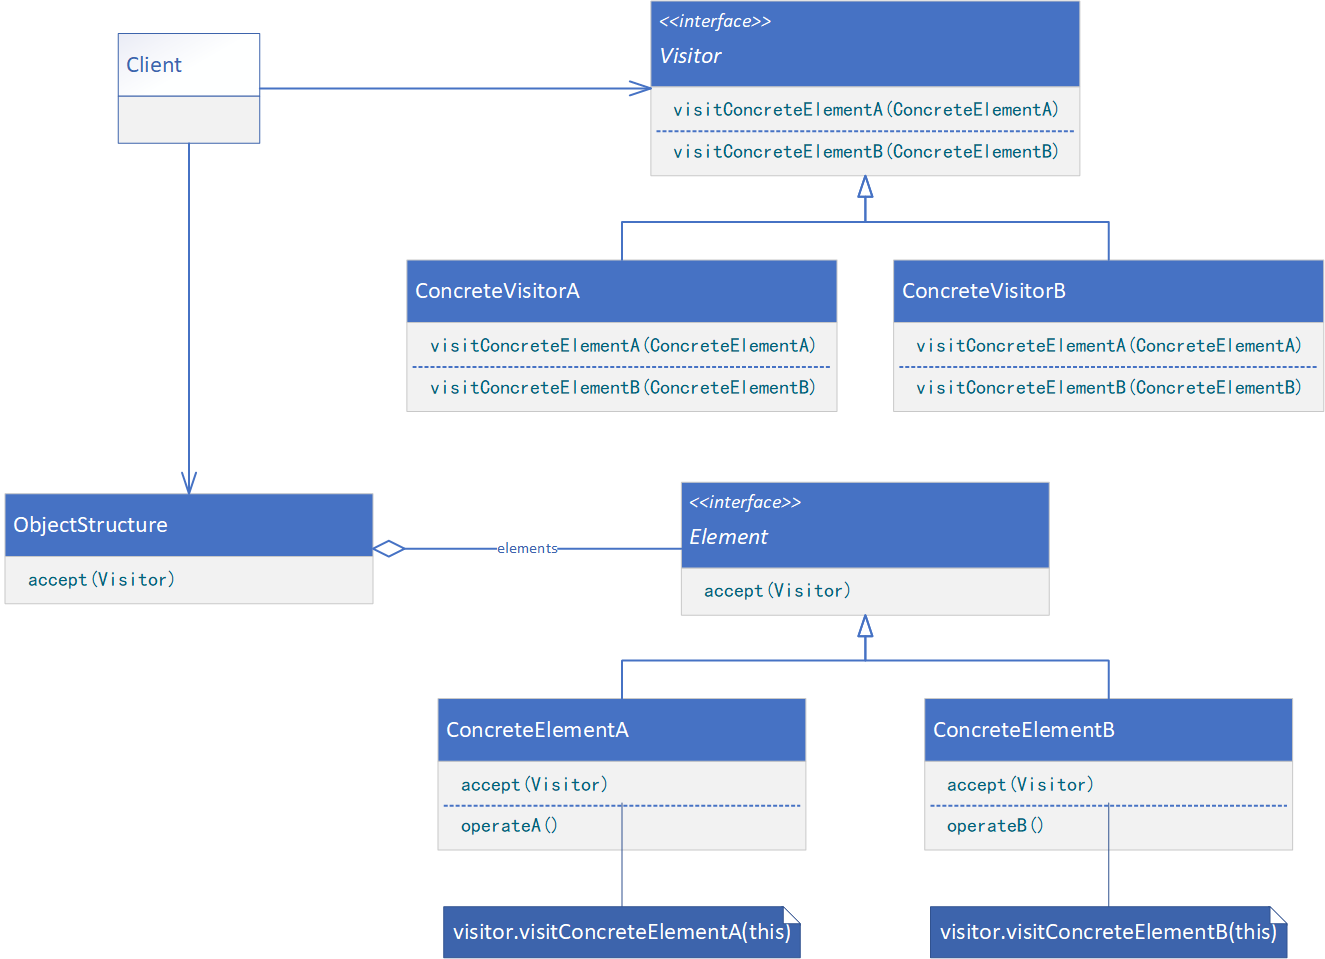 Client
<<interface>>
Visitor
visitConcreteElementA(ConcreteElementA)
visitConcreteElementB(ConcreteElementB)
ConcreteVisitorA
visitConcreteElementA(ConcreteElementA)
visitConcreteElementB(ConcreteElementB)
ConcreteVisitorB
visitConcreteElementA(ConcreteElementA)
visitConcreteElementB(ConcreteElementB)
ObjectStructure
accept(Visitor)
elements
<<interface>>
Element
accept(Visitor)
ConcreteElementA
accept(Visitor)
operateA()
visitor.visitConcreteElementA(this)
ConcreteElementB
accept(Visitor)
operateB()
visitor.visitConcreteElementB(this)